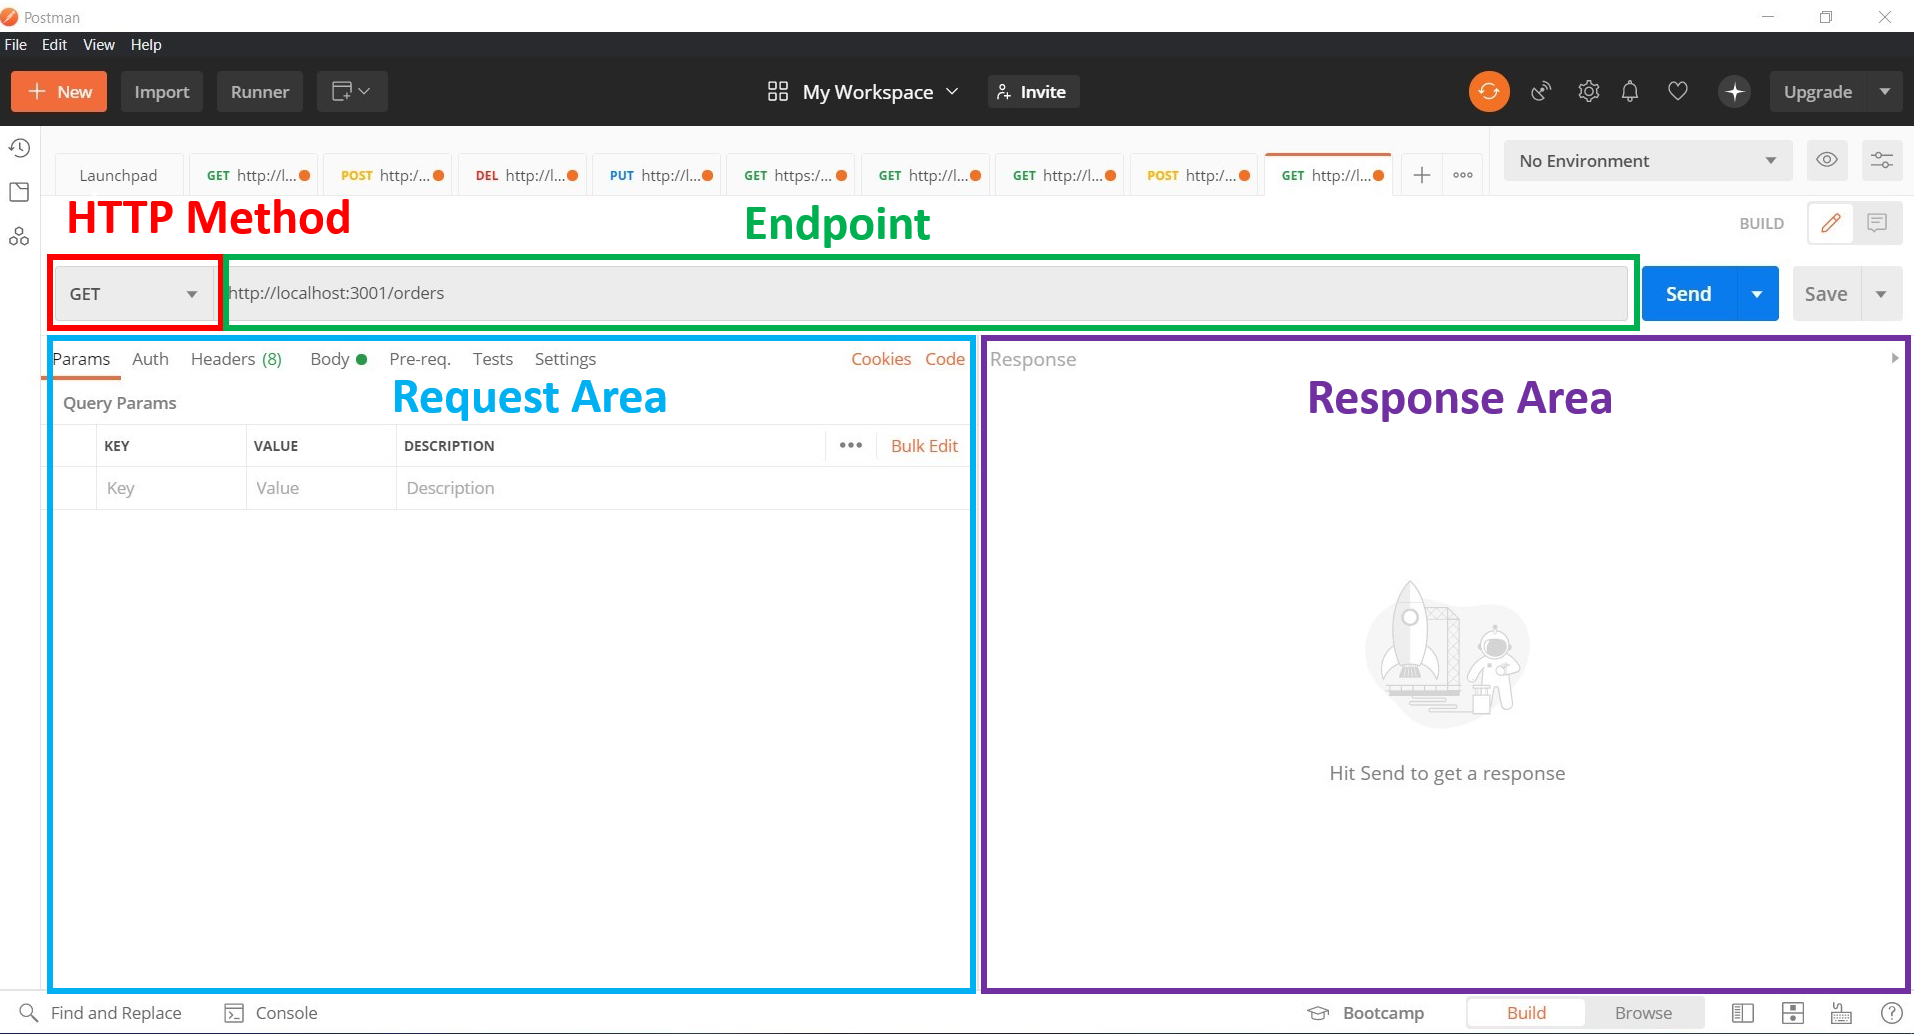 Postman
File Edit View Help
+ New Import Runner My Workspace Invite Upgrade
Launchpad GET http://l... POST http:/... DEL http://l... PUT http://l... GET https:/... GET http://l... GET http://l... POST http:/... GET http://l... + ooo No Environment
HTTP Method Endpoint BUILD
GET http://localhost:3001/orders Send Save
Params Auth Headers (8) Body Pre-req. Tests Settings Cookies Code Response
Request Area Response Area
Query Params
KEY VALUE DESCRIPTION ••• Bulk Edit
Key Value Description
Hit Send to get a response
Find and Replace Console Bootcamp Build Browse ?